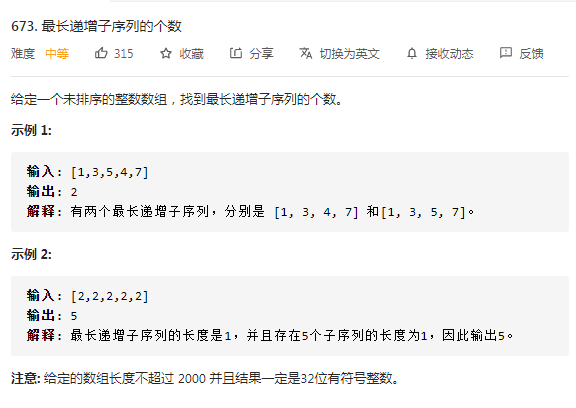 673. 最长递增子序列的个数
难度 中等 315 收藏 分享 切换为英文 接收动态 反馈
给定一个未排序的整数数组，找到最长递增子序列的个数。
示例 1:
输入: [1,3,5,4,7]
输出: 2
解释: 有两个最长递增子序列，分别是 [1, 3, 4, 7] 和[1, 3, 5, 7]。
示例 2:
输入: [2,2,2,2,2]
输出: 5
解释: 最长递增子序列的长度是1，并且存在5个子序列的长度为1，因此输出5。
注意: 给定的数组长度不超过 2000 并且结果一定是32位有符号整数。